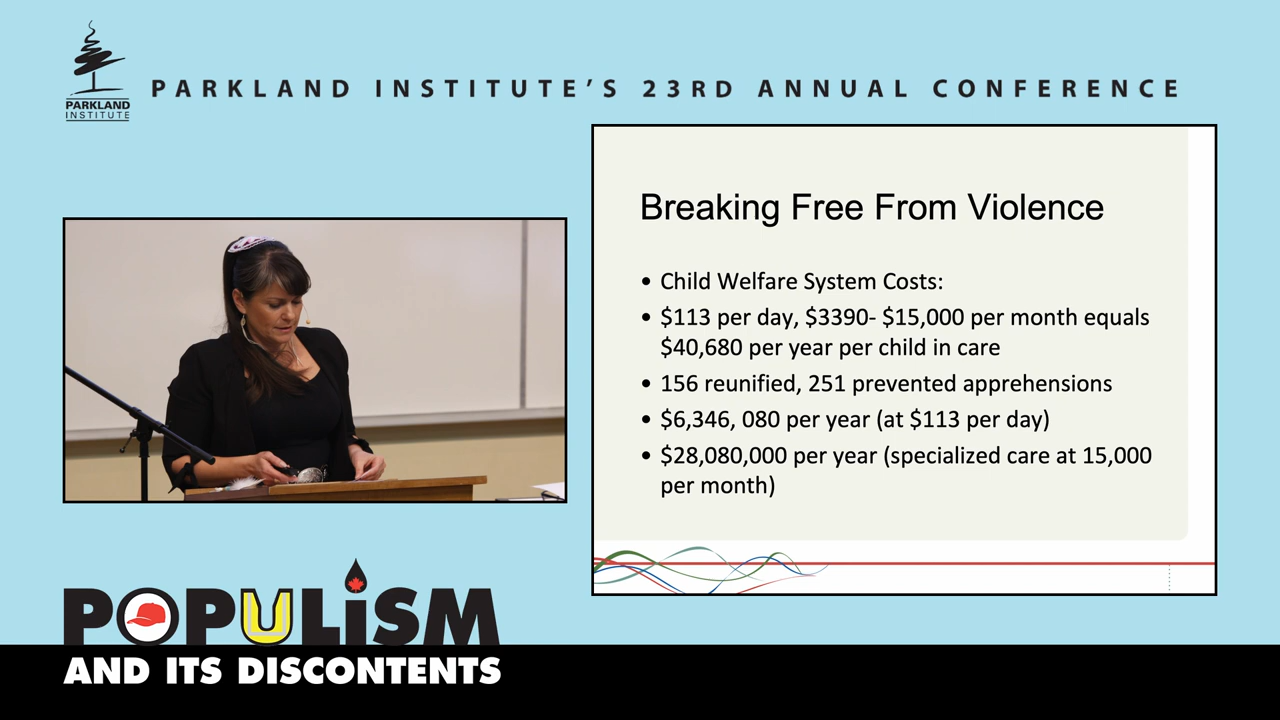 PARKLAND
INSTITUTE
PARKLAND INSTITUTE'S 23RD ANNUAL CONFERENCE
Breaking Free From Violence
• Child Welfare System Costs:
• $113 per day, $3390- $15,000 per month equals
$40,680 per year per child in care
• 156 reunified, 251 prevented apprehensions
• $6,346, 080 per year (at $113 per day)
• $28,080,000 per year (specialized care at 15,000
per month)
POPULiSM
AND ITS DISCONTENTS